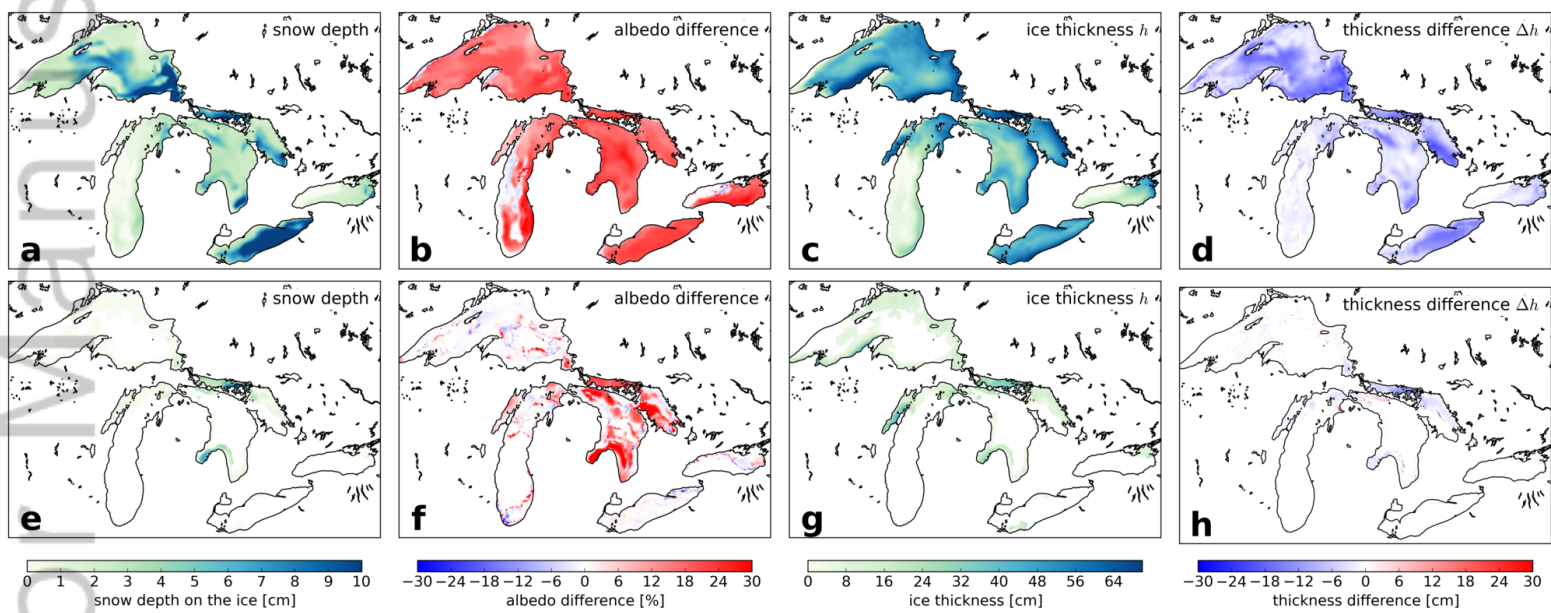 snow depth
albedo difference
ice thickness h
thickness difference Δh
a
b
c
d
snow depth
albedo difference
ice thickness h
thickness difference Δh
e
f
g
h
0 1 2 3 4 5 6 7 8 9 10
snow depth on the ice [cm]
−30 −24 −18 −12 −6 0 6 12 18 24 30
albedo difference [%]
0 8 16 24 32 40 48 56 64
ice thickness [cm]
−30 −24 −18 −12 −6 0 6 12 18 24 30
thickness difference [cm]
or Manus